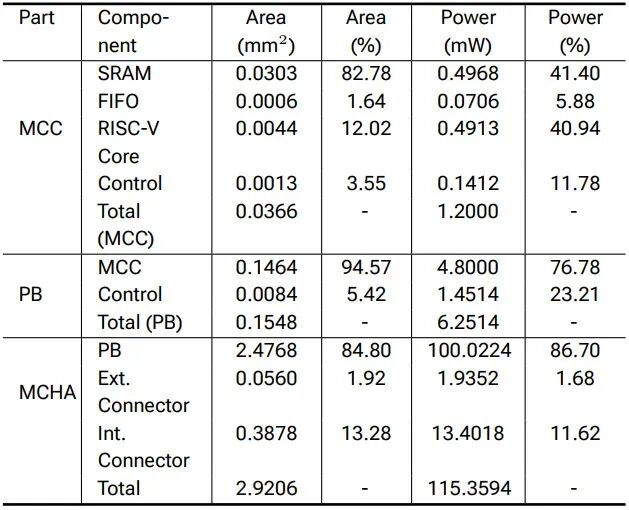 Part Compo- Area Area Power Power
nent (mm²) (%) (mW) (%)
SRAM 0.0303 82.78 0.4968 41.40
FIFO 0.0006 1.64 0.0706 5.88
MCC RISC-V 0.0044 12.02 0.4913 40.94
Core
Control 0.0013 3.55 0.1412 11.78
Total 0.0366 - 1.2000 -
(MCC)
MCC 0.1464 94.57 4.8000 76.78
PB Control 0.0084 5.42 1.4514 23.21
Total (PB) 0.1548 - 6.2514 -
PB 2.4768 84.80 100.0224 86.70
MCHA Ext. 0.0560 1.92 1.9352 1.68
Connector
Int. 0.3878 13.28 13.4018 11.62
Connector
Total 2.9206 - 115.3594 -